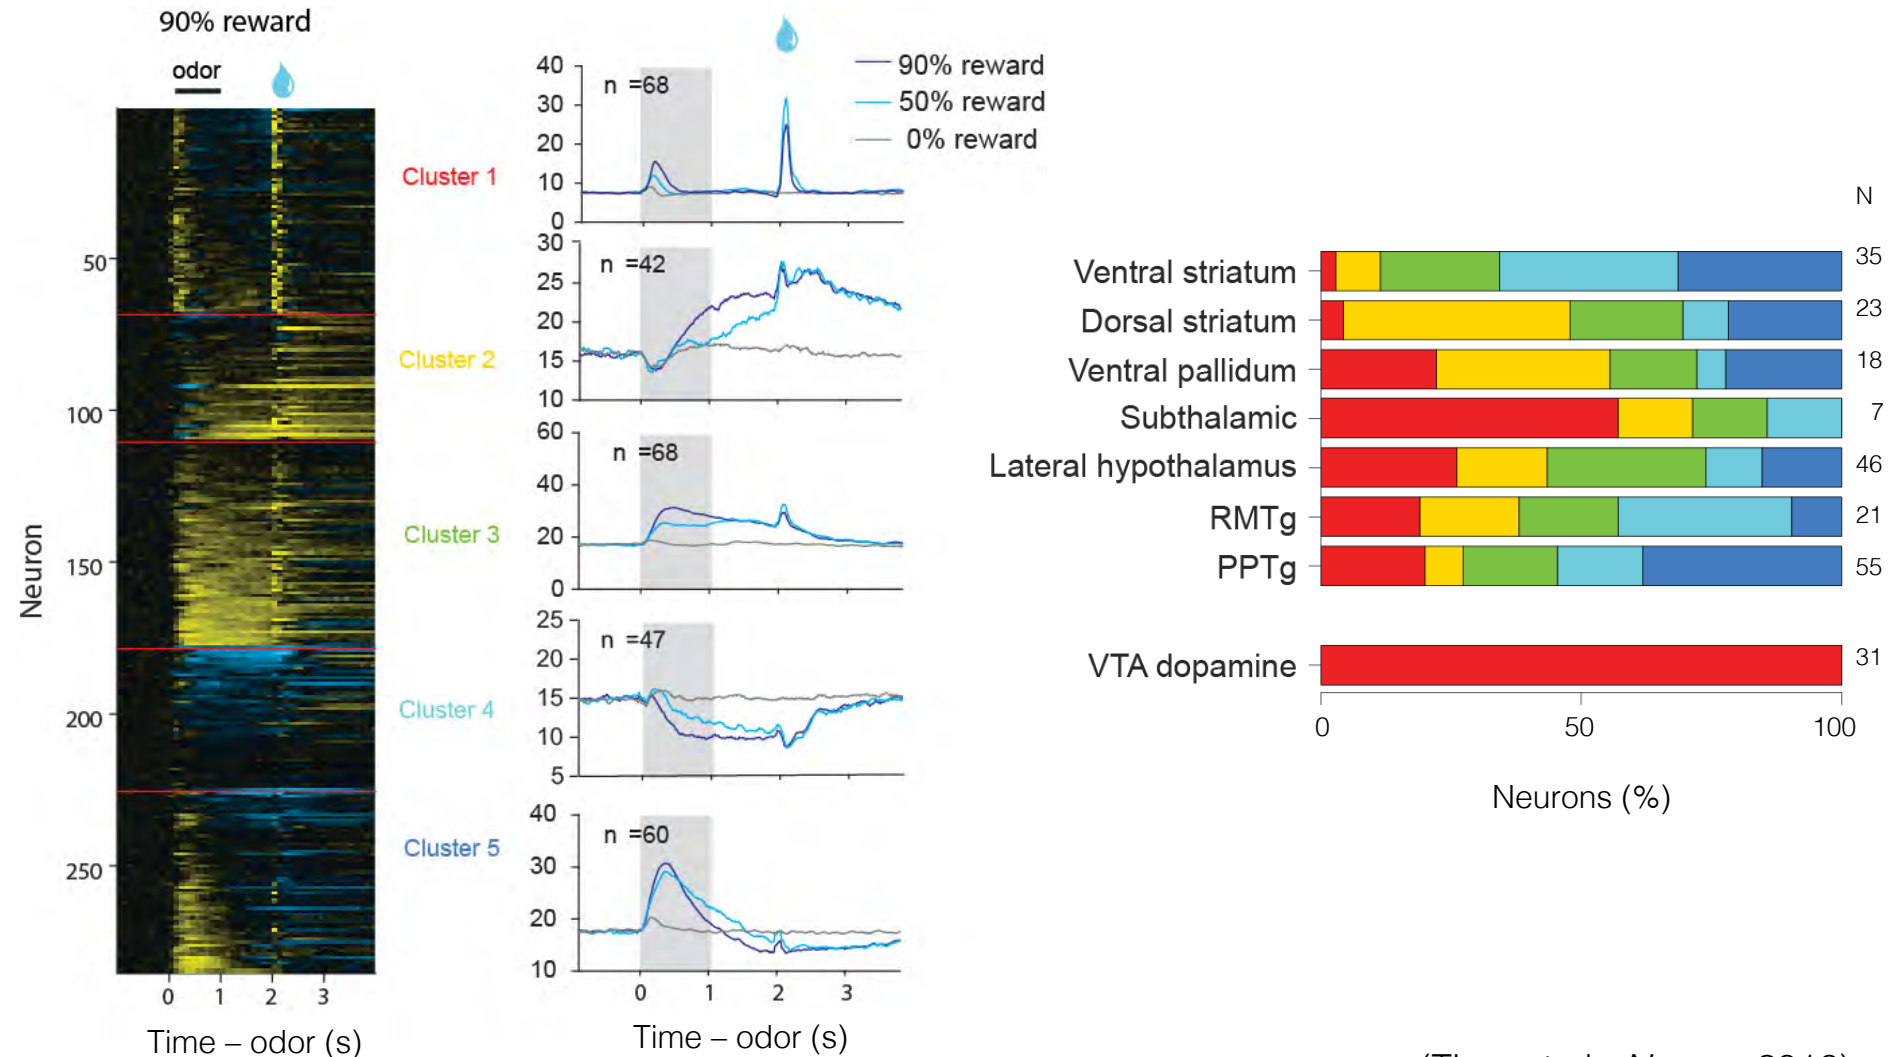 90% reward
odor
50
100
150
200
250
Neuron
0 1 2 3
Time – odor (s)
Cluster 1
Cluster 2
Cluster 3
Cluster 4
Cluster 5
90% reward
50% reward
0% reward
40
30
20
10
0
n =68
30
25
20
15
10
n =42
60
40
20
0
n =68
25
20
15
10
5
n =47
40
30
20
10
n =60
0 1 2 3
Time – odor (s)
N
Ventral striatum 35
Dorsal striatum 23
Ventral pallidum 18
Subthalamic 7
Lateral hypothalamus 46
RMTg 21
PPTg 55
VTA dopamine 31
0 50 100
Neurons (%)